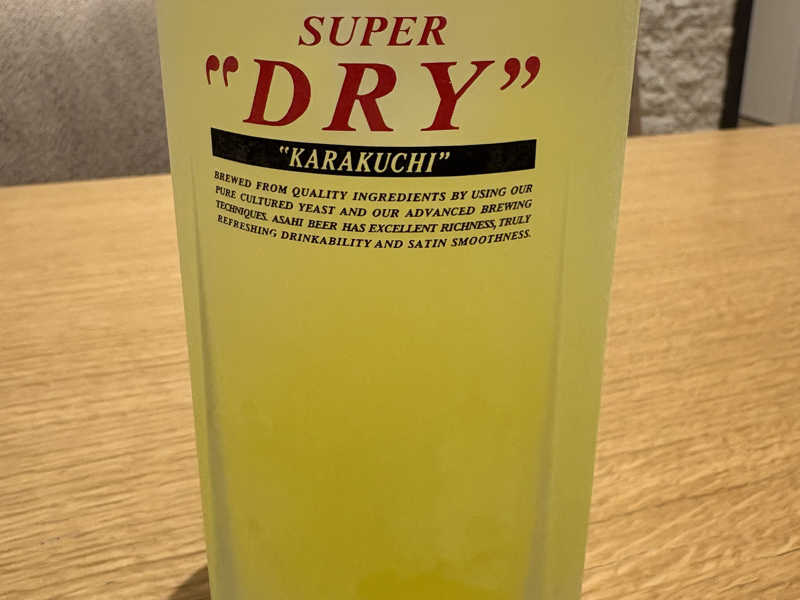 SUPER
"DRY"
"KARAKUCHI"
BREWED FROM QUALITY INGREDIENTS BY USING OUR
PURE CULTURED YEAST AND OUR ADVANCED BREWING
TECHNIQUES. ASAHI BEER HAS EXCELLENT RICHNESS, TRULY
REFRESHING DRINKABILITY AND SATIN SMOOTHNESS.